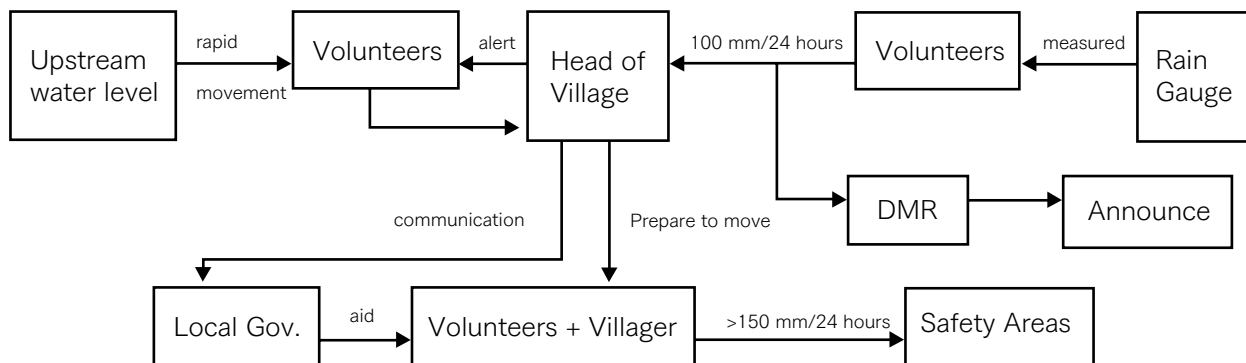 Upstream
water level
rapid
movement
Volunteers
alert
Head of
Village
100 mm/24 hours
Volunteers
measured
Rain
Gauge
communication
Prepare to move
DMR
Announce
Local Gov.
aid
Volunteers + Villager
>150 mm/24 hours
Safety Areas